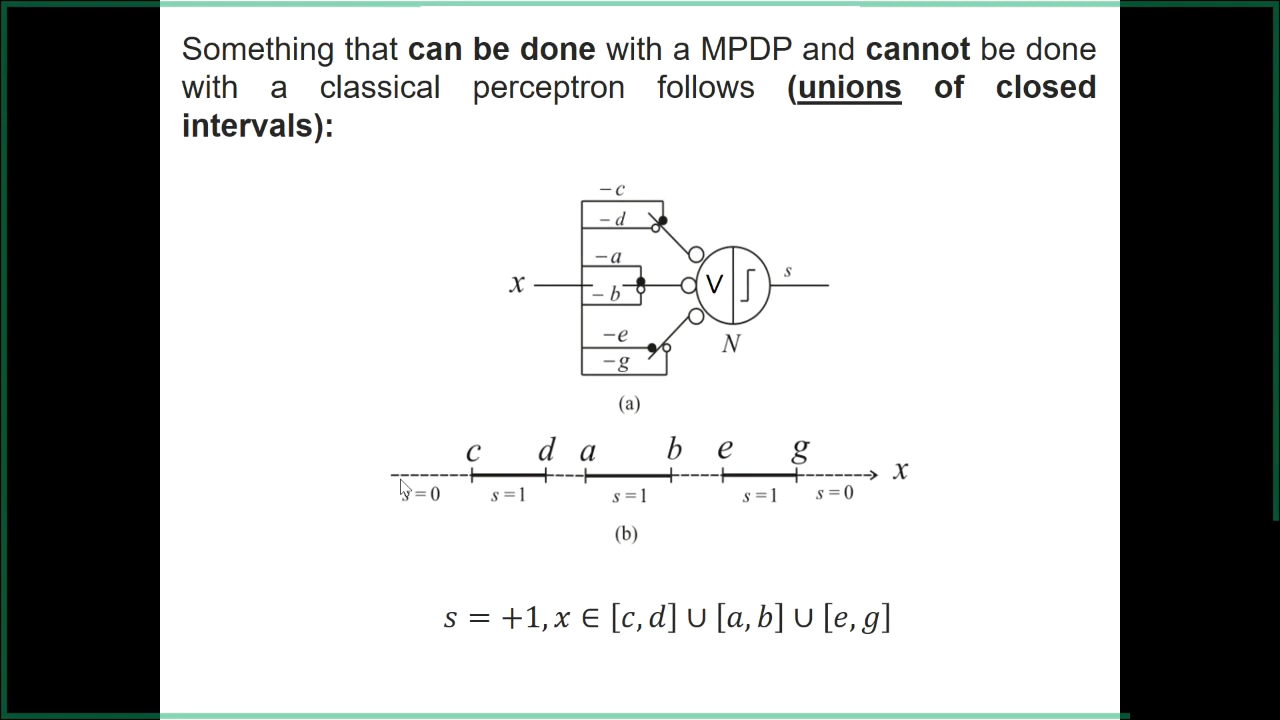 Something that can be done with a MPDP and cannot be done
with a classical perceptron follows (unions of closed
intervals):
−c
−d
−a
x
−b
V
s
−e
N
−g
(a)
c d a b e g
x
s=0 s=1 s=1 s=1 s=0
(b)
s = +1, x ∈ [c, d] ∪ [a, b] ∪ [e, g]